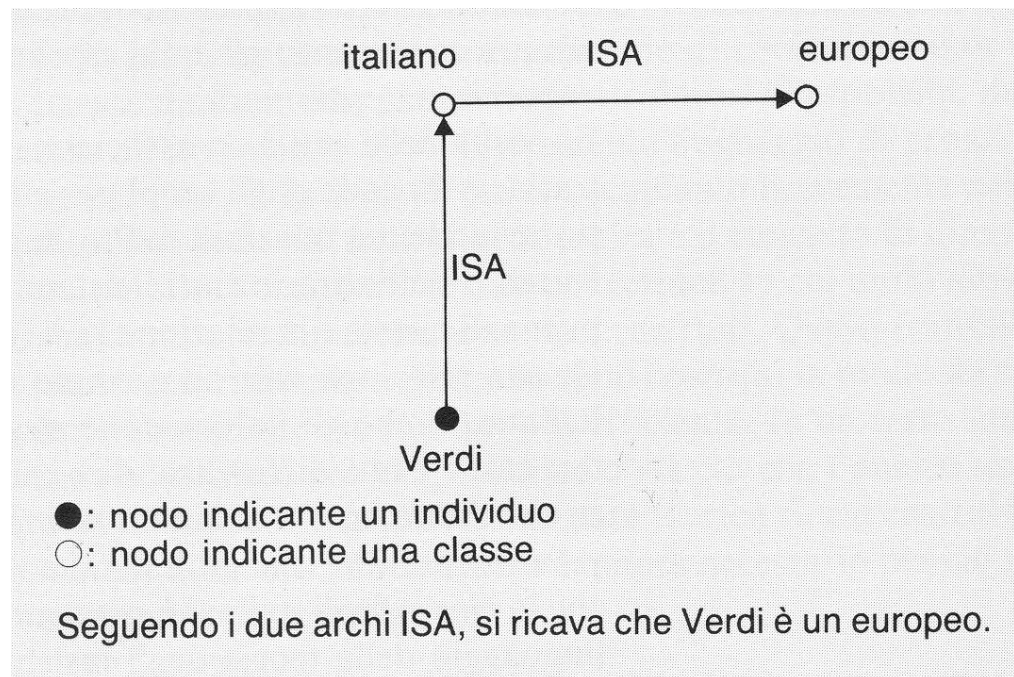 italiano ISA europeo
ISA
Verdi
●: nodo indicante un individuo
○: nodo indicante una classe
Seguendo i due archi ISA, si ricava che Verdi è un europeo.